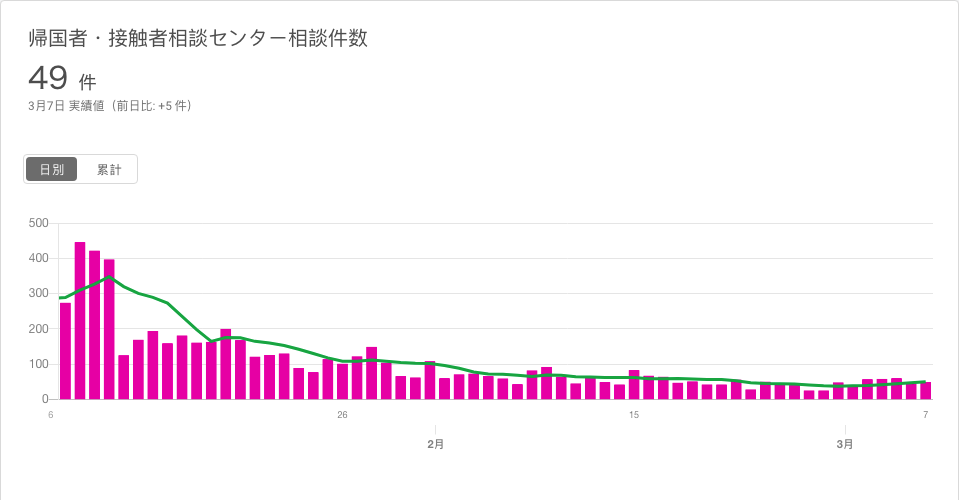 帰国者・接触者相談センター相談件数
49 件
3月7日 実績値（前日比: +5 件）
日別 累計
500
400
300
200
100
0
6 26 15 7
2月 3月